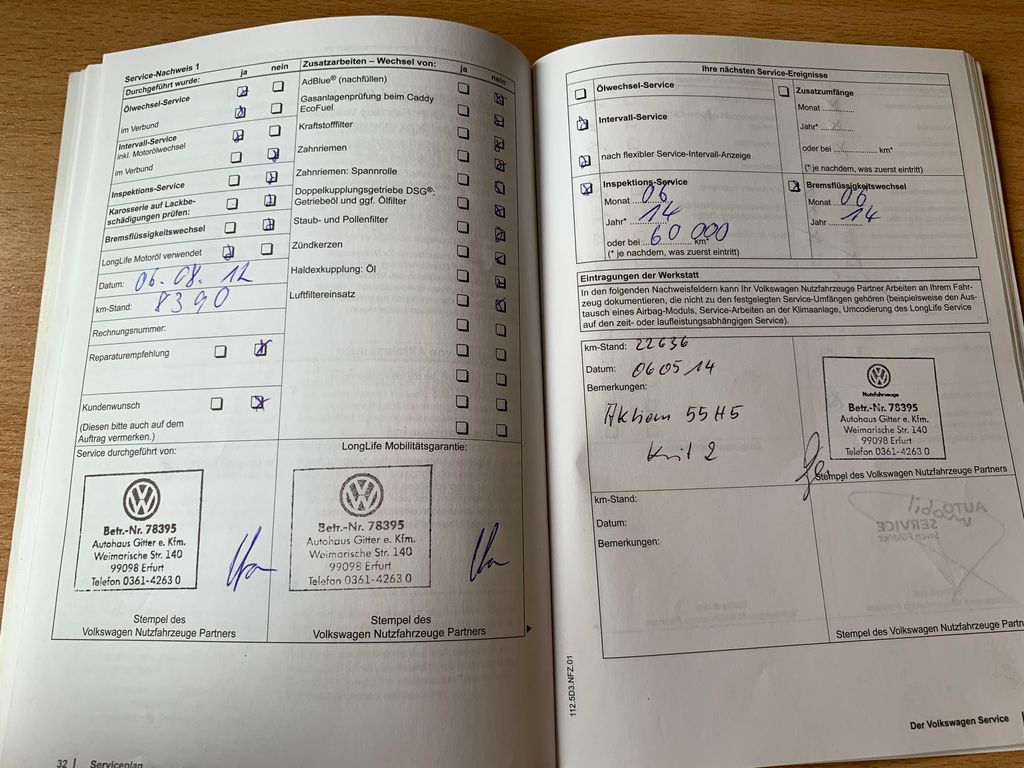 Service-Nachweis 1
Durchgeführt wurde: ja nein
Ölwechsel-Service
im Verbund
Intervall-Service
inkl. Motorölwechsel
im Verbund
Inspektions-Service
Karosserie auf Lackbe-
schädigungen prüfen:
Bremsflüssigkeitswechsel
LongLife Motoröl verwendet
Datum: 06.08.12
km-Stand: 8390
Rechnungsnummer:
Reparaturempfehlung
Kundenwunsch
(Diesen bitte auch auf dem
Auftrag vermerken.)
Zusatzarbeiten – Wechsel von: ja nein
AdBlue® (nachfüllen)
Gasanlagenprüfung beim Caddy
EcoFuel
Kraftstofffilter
Zahnriemen
Zahnriemen: Spannrolle
Doppelkupplungsgetriebe DSG®:
Getriebeöl und ggf. Ölfilter
Staub- und Pollenfilter
Zündkerzen
Haldexkupplung: Öl
Luftfiltereinsatz
Service durchgeführt von:
Betr.-Nr. 78395
Autohaus Gitter e. Kfm.
Weimarische Str. 140
99098 Erfurt
Telefon 0361-4263 0
Stempel des
Volkswagen Nutzfahrzeuge Partners
LongLife Mobilitätsgarantie:
Betr.-Nr. 78395
Autohaus Gitter e. Kfm.
Weimarische Str. 140
99098 Erfurt
Telefon 0361-4263 0
Stempel des
Volkswagen Nutzfahrzeuge Partners
32 | Serviceplan
Ihre nächsten Service-Ereignisse
Ölwechsel-Service
Intervall-Service
nach flexibler Service-Intervall-Anzeige
Zusatzumfänge
Monat ............
Jahr* ............
oder bei ............ km*
(* je nachdem, was zuerst eintritt)
Inspektions-Service
Monat 06
Jahr* 14
oder bei 60 000 km*
(* je nachdem, was zuerst eintritt)
Bremsflüssigkeitswechsel
Monat 06
Jahr 14
Eintragungen der Werkstatt
In den folgenden Nachweisfeldern kann Ihr Volkswagen Nutzfahrzeuge Partner Arbeiten an Ihrem Fahr-
zeug dokumentieren, die nicht zu den festgelegten Service-Umfängen gehören (beispielsweise den Aus-
tausch eines Airbag-Moduls, Service-Arbeiten an der Klimaanlage, Umcodierung des LongLife Service
auf den zeit- oder laufleistungsabhängigen Service).
km-Stand: 22636
Datum: 06 05 14
Bemerkungen:
Aktion 55H5
Krit 2
Nutzfahrzeuge
Betr.-Nr. 78395
Autohaus Gitter e. Kfm.
Weimarische Str. 140
99098 Erfurt
Telefon 0361-4263 0
Stempel des Volkswagen Nutzfahrzeuge Partners
km-Stand:
Datum:
Bemerkungen:
Stempel des Volkswagen Nutzfahrzeuge Partn
112.5D3.NFZ.01
Der Volkswagen Service